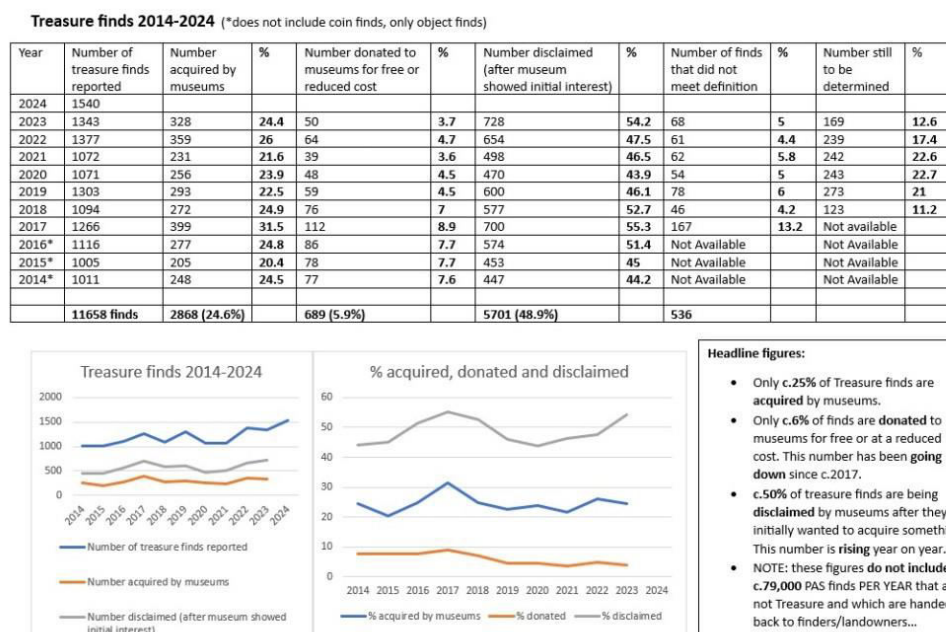 Treasure finds 2014-2024 (*does not include coin finds, only object finds)
Year Number of treasure finds reported Number acquired by museums % Number donated to museums for free or reduced cost % Number disclaimed (after museum showed initial interest) % Number of finds that did not meet definition % Number still to be determined %
2024 1540
2023 1343 328 24.4 50 3.7 728 54.2 68 5 169 12.6
2022 1377 359 26 64 4.7 654 47.5 61 4.4 239 17.4
2021 1072 231 21.6 39 3.6 498 46.5 62 5.8 242 22.6
2020 1071 256 23.9 48 4.5 470 43.9 54 5 243 22.7
2019 1303 293 22.5 59 4.5 600 46.1 78 6 273 21
2018 1094 272 24.9 76 7 577 52.7 46 4.2 123 11.2
2017 1266 399 31.5 112 8.9 700 55.3 167 13.2 Not available
2016* 1116 277 24.8 86 7.7 574 51.4 Not Available Not Available
2015* 1005 205 20.4 78 7.7 453 45 Not Available Not Available
2014* 1011 248 24.5 77 7.6 447 44.2 Not Available Not Available
11658 finds 2868 (24.6%) 689 (5.9%) 5701 (48.9%) 536
Treasure finds 2014-2024
2000
1500
1000
500
0
2014 2015 2016 2017 2018 2019 2020 2021 2022 2023 2024
Number of treasure finds reported
Number acquired by museums
Number disclaimed (after museum showed
initial interest)
% acquired, donated and disclaimed
60
50
40
30
20
10
0
2014 2015 2016 2017 2018 2019 2020 2021 2022 2023 2024
% acquired by museums % donated % disclaimed
Headline figures:
• Only c.25% of Treasure finds are
acquired by museums.
• Only c.6% of finds are donated to
museums for free or at a reduced
cost. This number has been going
down since c.2017.
• c.50% of treasure finds are being
disclaimed by museums after they
initially wanted to acquire somethi
This number is rising year on year.
• NOTE: these figures do not include
c.79,000 PAS finds PER YEAR that a
not Treasure and which are hande
back to finders/landowners...